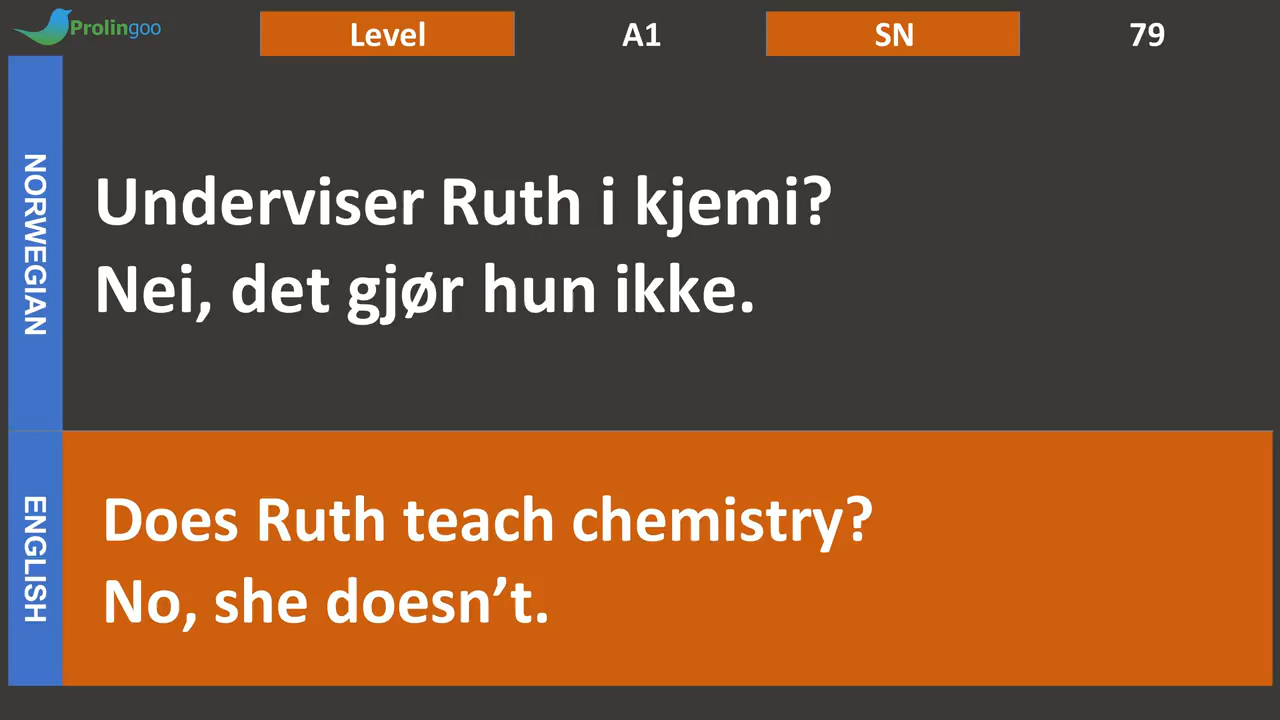 Prolingoo
Level A1 SN 79
NORWEGIAN
Underviser Ruth i kjemi?
Nei, det gjør hun ikke.
ENGLISH
Does Ruth teach chemistry?
No, she doesn’t.